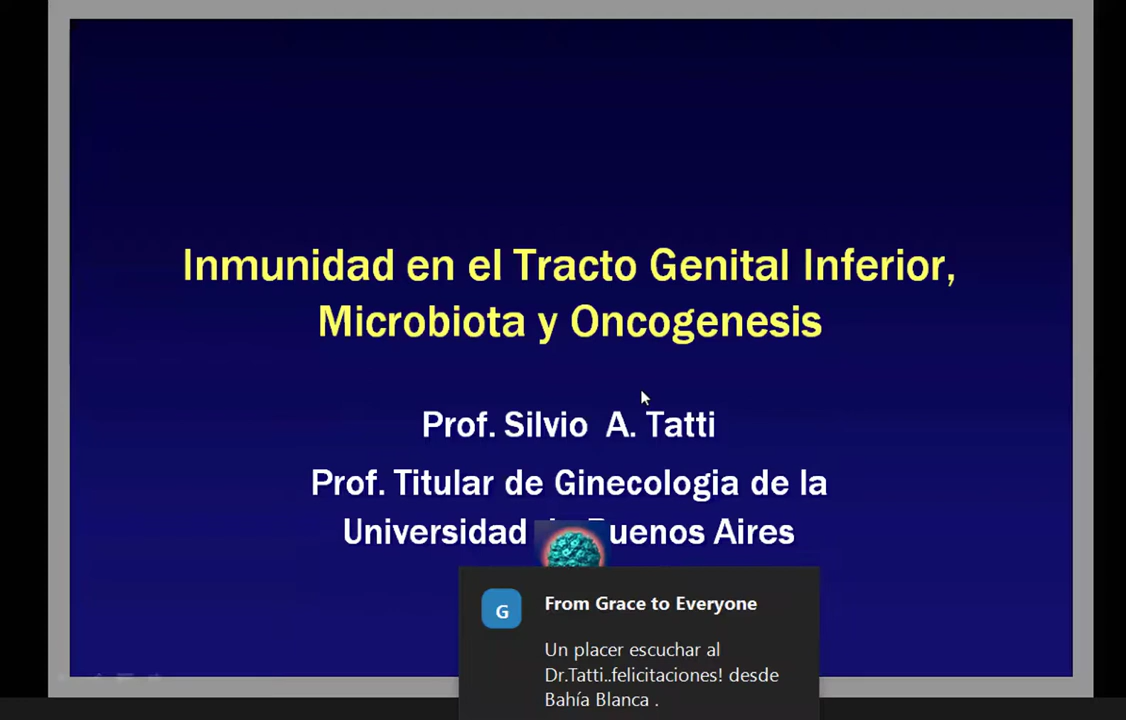 Inmunidad en el Tracto Genital Inferior,
Microbiota y Oncogenesis
Prof. Silvio A. Tatti
Prof. Titular de Ginecologia de la
Universidad Buenos Aires
G
From Grace to Everyone
Un placer escuchar al
Dr.Tatti..felicitaciones! desde
Bahía Blanca .